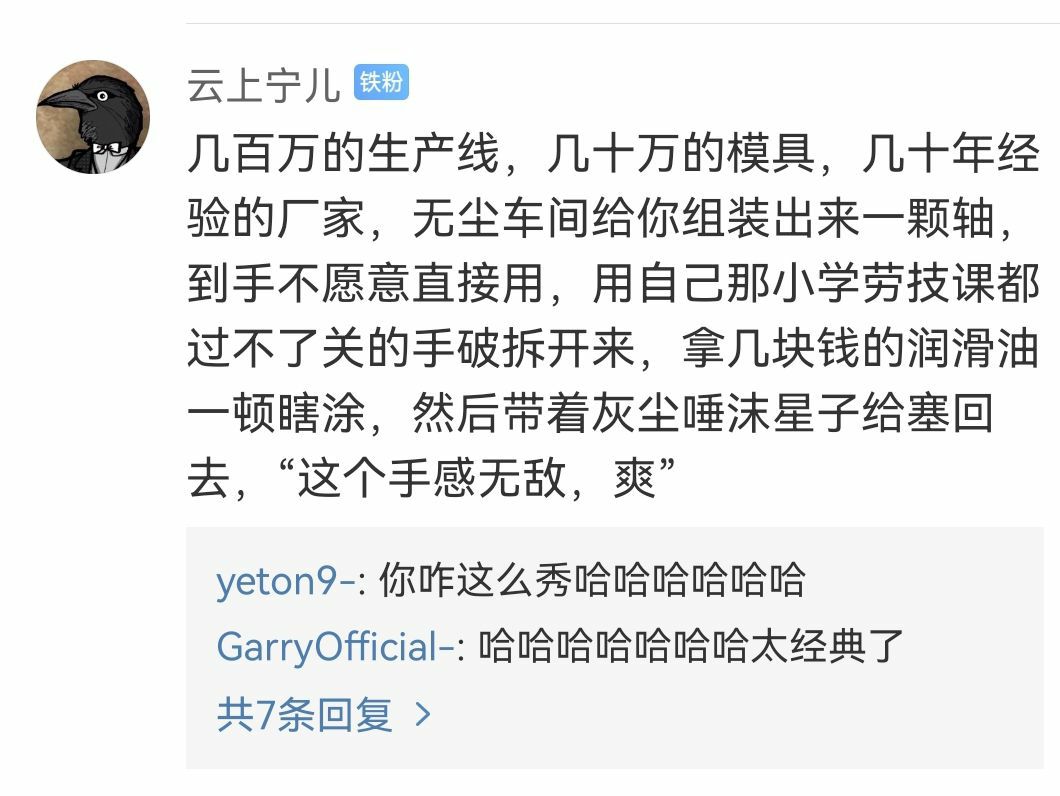 云上宁儿 铁粉
几百万的生产线，几十万的模具，几十年经
验的厂家，无尘车间给你组装出来一颗轴，
到手不愿意直接用，用自己那小学劳技课都
过不了关的手破拆开来，拿几块钱的润滑油
一顿瞎涂，然后带着灰尘唾沫星子给塞回
去，“这个手感无敌，爽”
yeton9-: 你咋这么秀哈哈哈哈哈哈
GarryOfficial-: 哈哈哈哈哈哈哈太经典了
共7条回复 >